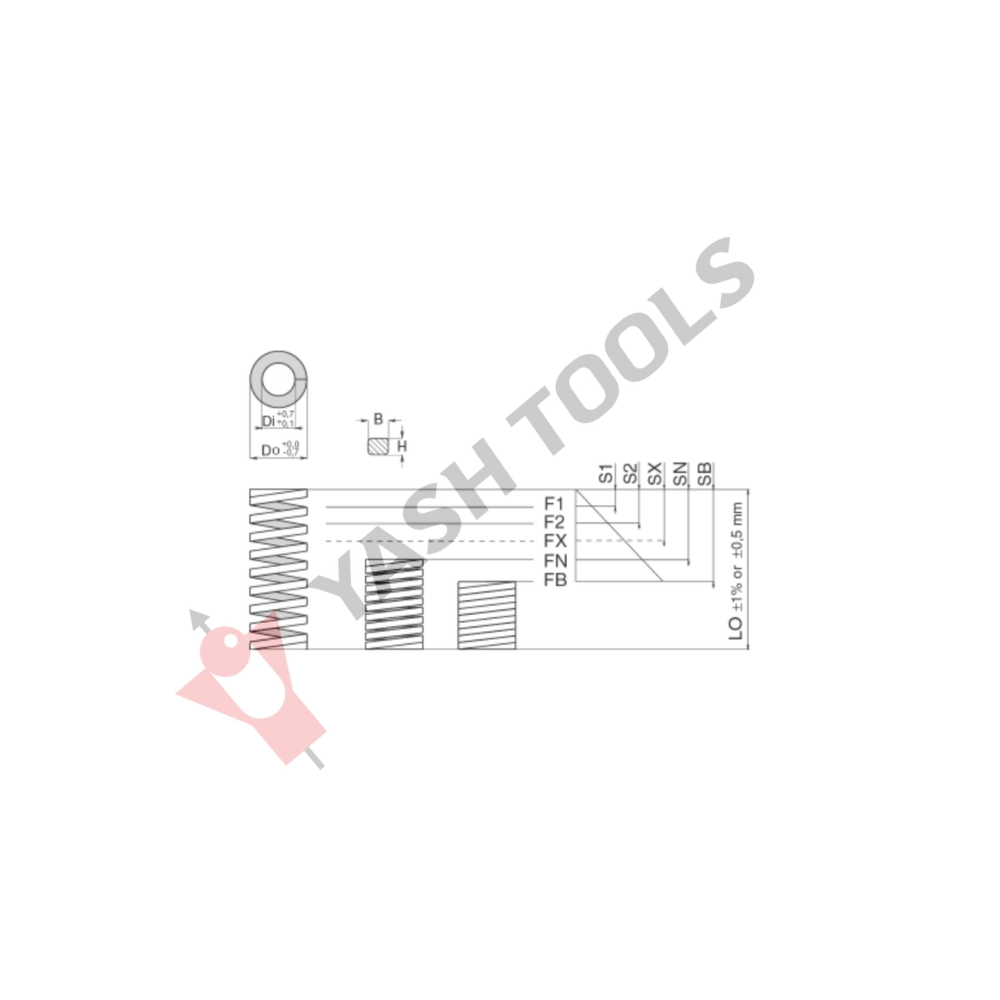 YASH TOOLS
Di +0,7 +0,1
Do +0,0 -0,7
B
H
S1
S2
SX
SN
SB
F1
F2
FX
FN
FB
LO ±1% or ±0,5 mm